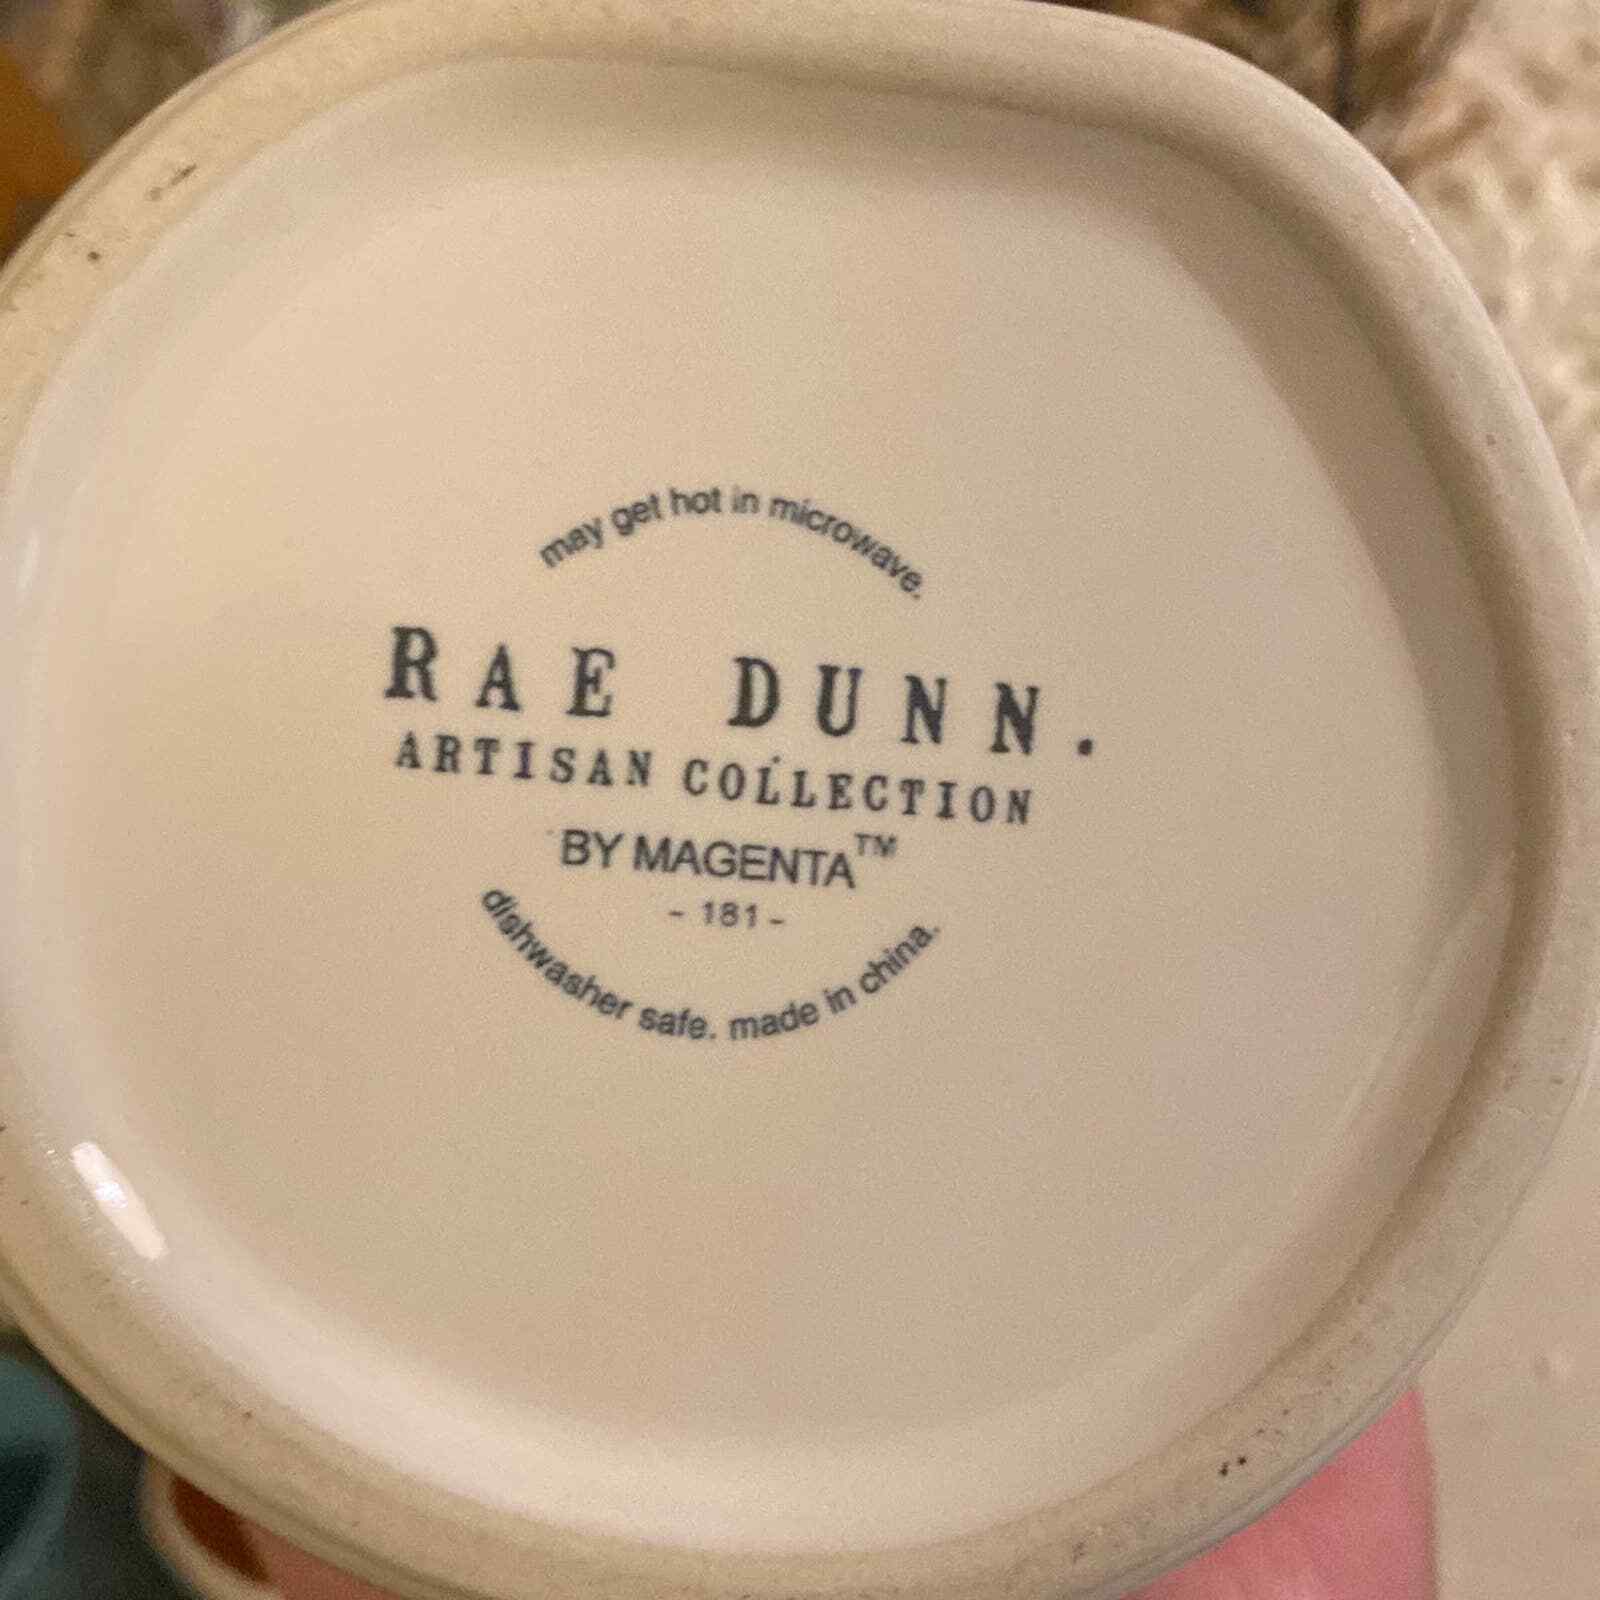 may get hot in microwave.
RAE DUNN.
ARTISAN COLLECTION
BY MAGENTA™
- 181 -
dishwasher safe. made in china.